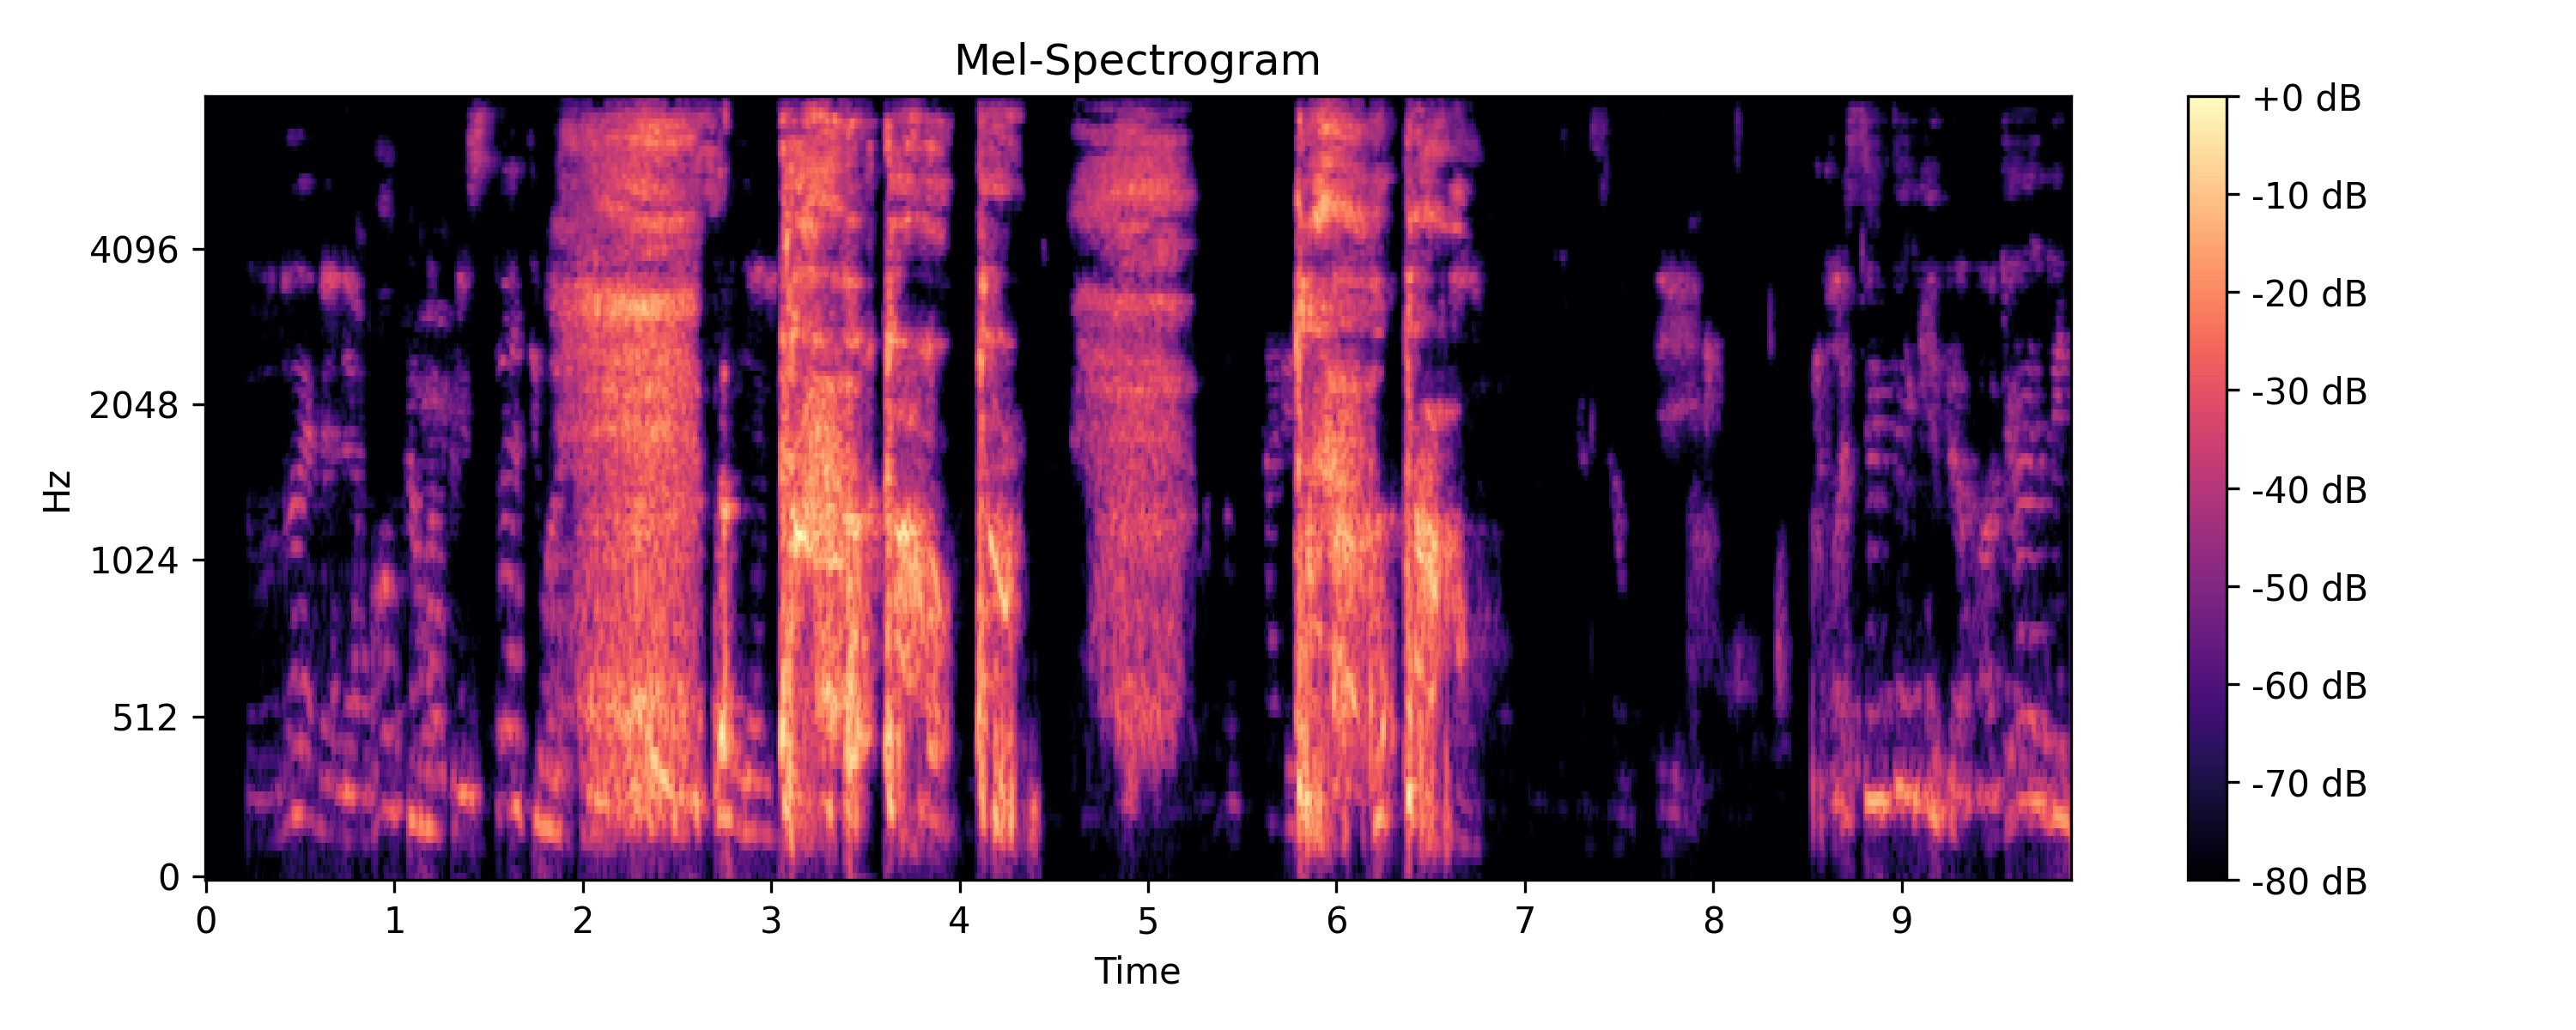 Mel-Spectrogram
+0 dB
-10 dB
-20 dB
-30 dB
-40 dB
-50 dB
-60 dB
-70 dB
-80 dB
4096
2048
1024
512
0
Hz
0 1 2 3 4 5 6 7 8 9
Time